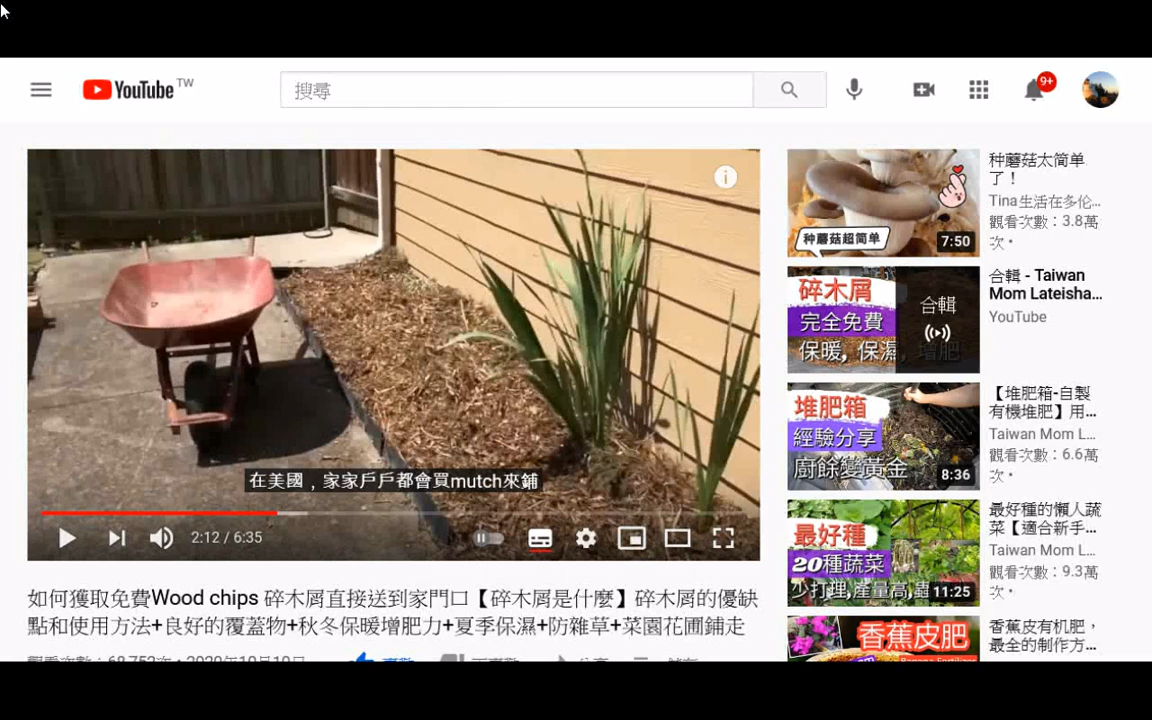 YouTube TW
搜尋
9+
在美國，家家戶戶都會買mutch來鋪
2:12 / 6:35
如何獲取免費Wood chips 碎木屑直接送到家門口【碎木屑是什麼】碎木屑的優缺
點和使用方法+良好的覆蓋物+秋冬保暖增肥力+夏季保濕+防雜草+菜園花圃鋪走
种蘑菇超简单
7:50
种蘑菇太简单
了！
Tina生活在多伦...
觀看次數：3.8萬
次・
碎木屑
完全免費
保暖, 保濕, 增肥
合輯
合輯 - Taiwan
Mom Lateisha...
YouTube
堆肥箱
經驗分享
廚餘變黃金
8:36
【堆肥箱-自製
有機堆肥】用...
Taiwan Mom L...
觀看次數：6.6萬
次・
最好種
20種蔬菜
少打理,產量高,蟲
11:25
最好種的懶人蔬
菜【適合新手...
Taiwan Mom L...
觀看次數：9.3萬
次・
香蕉皮肥
香蕉皮有机肥，
最全的制作方...